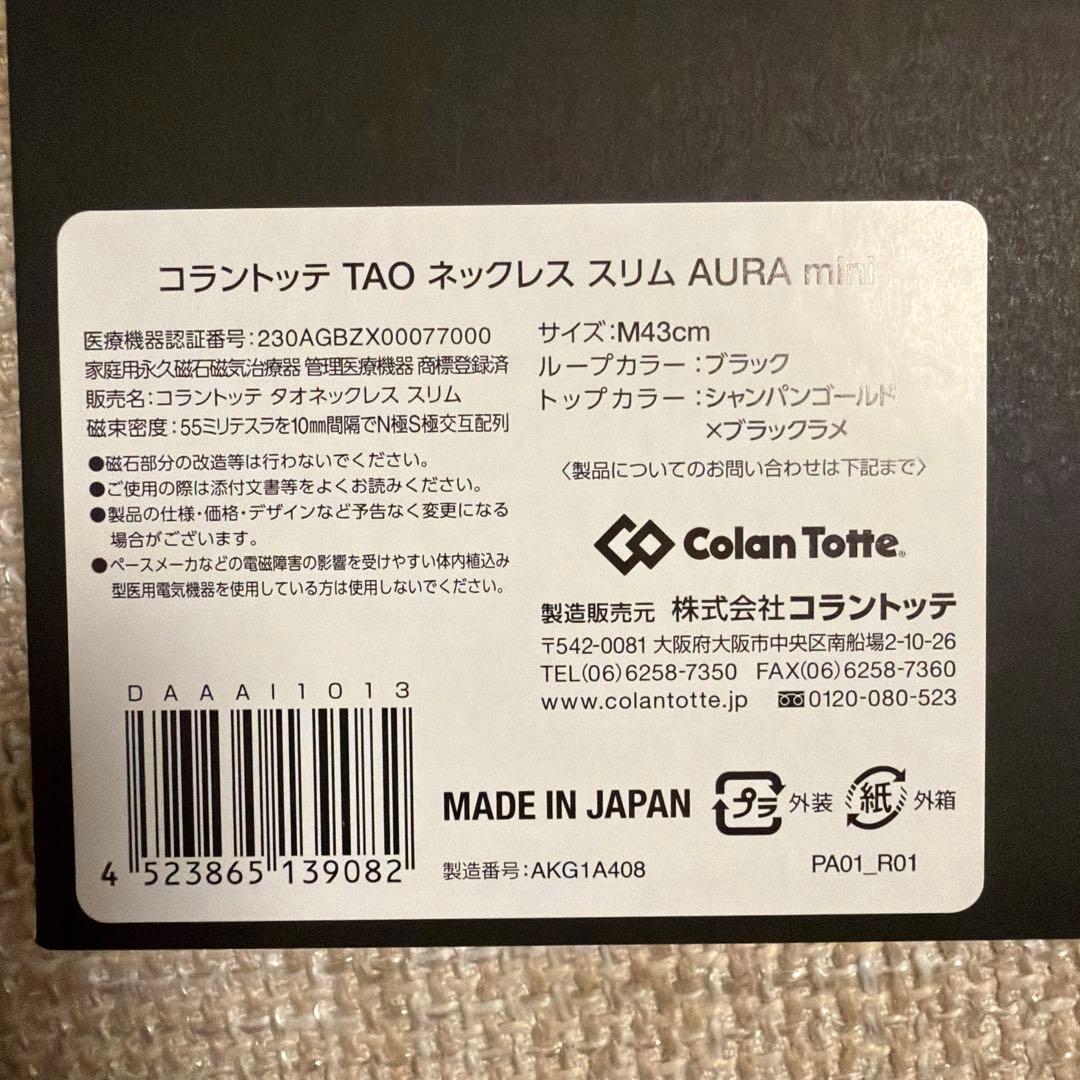 コラントッテ TAO ネックレス スリム AURA mini
医療機器認証番号:230AGBZX00077000
家庭用永久磁石磁気治療器 管理医療機器 商標登録済
販売名:コラントッテ タオネックレス スリム
磁束密度:55ミリテスラを10㎜間隔でN極S極交互配列
●磁石部分の改造等は行わないでください。
●ご使用の際は添付文書等をよくお読みください。
●製品の仕様・価格・デザインなど予告なく変更になる
場合がございます。
●ペースメーカなどの電磁障害の影響を受けやすい体内植込み
型医用電気機器を使用している方は使用しないでください。
サイズ:M43cm
ループカラー:ブラック
トップカラー:シャンパンゴールド
×ブラックラメ
〈製品についてのお問い合わせは下記まで〉
Colan Totte®
製造販売元 株式会社コラントッテ
〒542-0081 大阪府大阪市中央区南船場2-10-26
TEL(06)6258-7350 FAX(06)6258-7360
www.colantotte.jp 0120-080-523
DAAAI1013
4 523865 139082
MADE IN JAPAN
プラ 外装
紙 外箱
製造番号:AKG1A408
PA01_R01